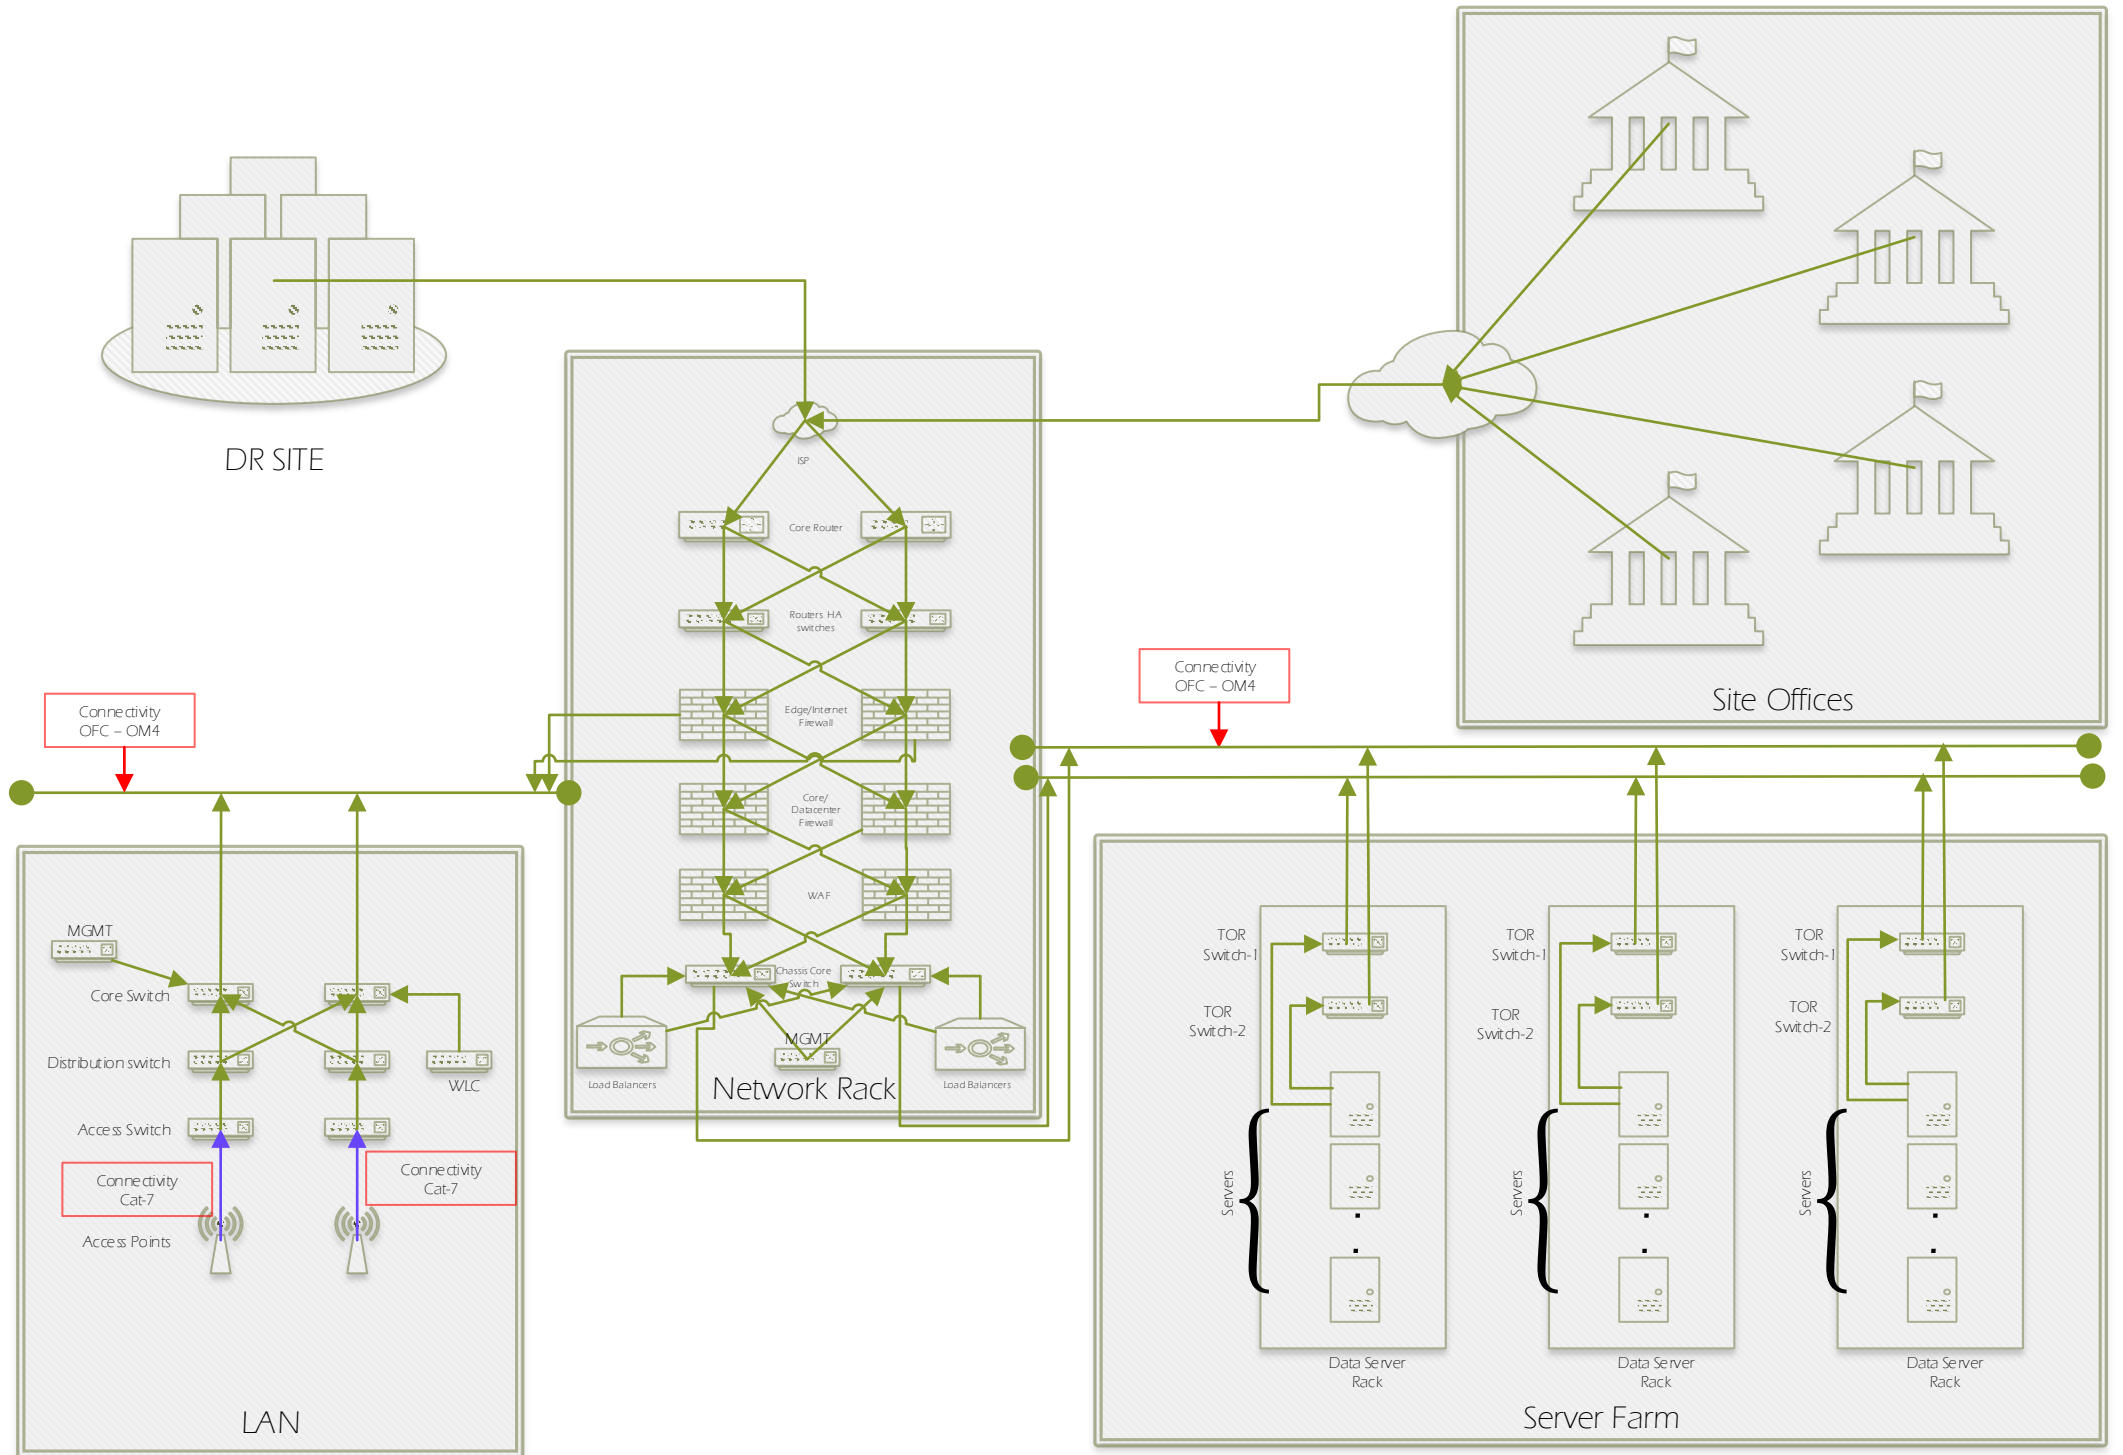 DR SITE
ISP
Core Router
Routers HA
switches
Edge/Internet
Firewall
Core/
Datacenter
Firewall
WAF
Chassis Core
Switch
MGMT
Load Balancers
Load Balancers
Network Rack
Site Offices
Connectivity
OFC – OM4
Connectivity
OFC – OM4
MGMT
Core Switch
Distribution switch
WLC
Access Switch
Connectivity
Cat-7
Connectivity
Cat-7
Access Points
LAN
TOR
Switch-1
TOR
Switch-2
Servers
Data Server
Rack
TOR
Switch-1
TOR
Switch-2
Servers
Data Server
Rack
TOR
Switch-1
TOR
Switch-2
Servers
Data Server
Rack
Server Farm